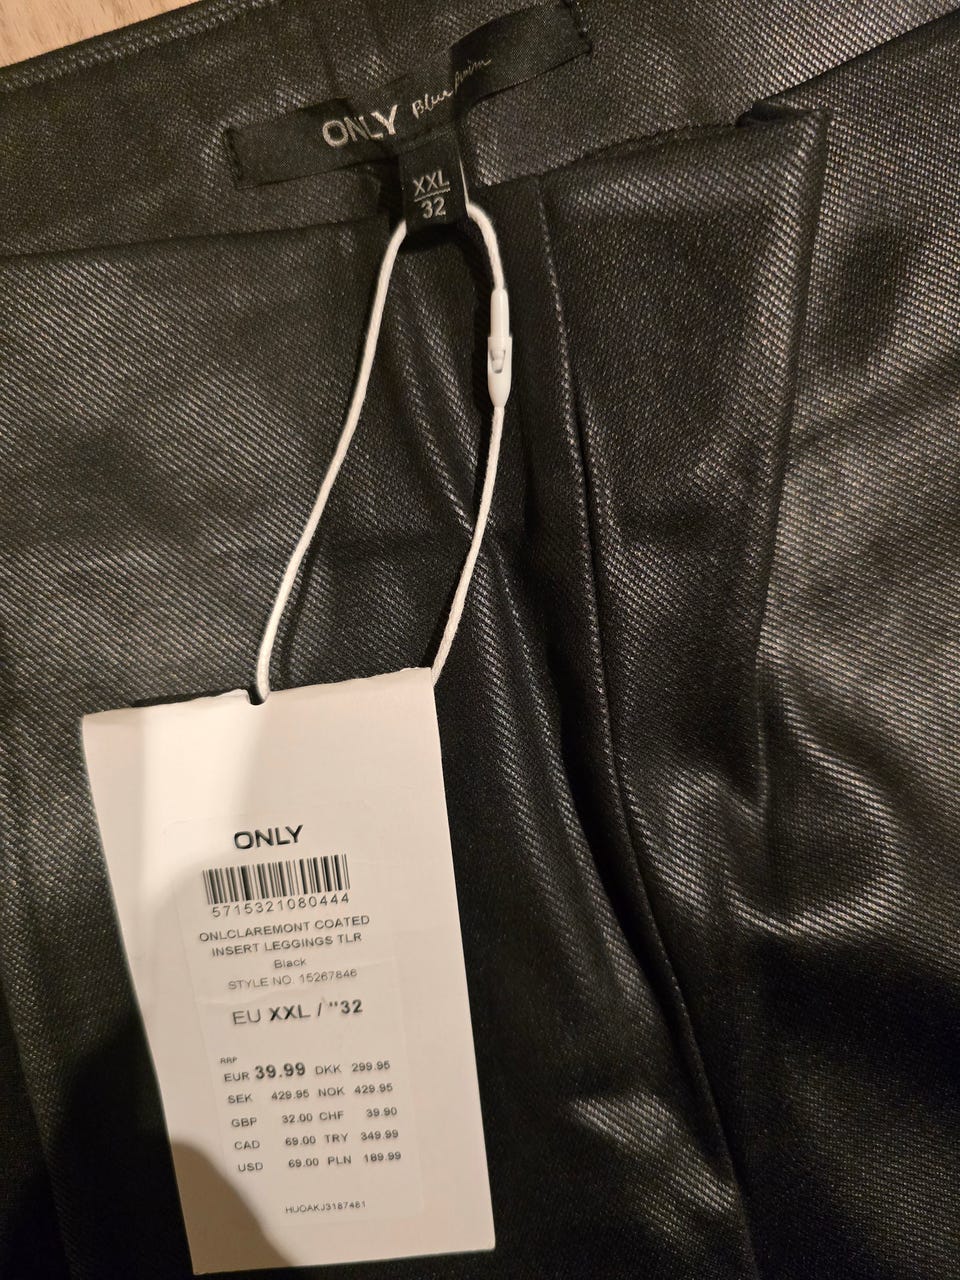 ONLY Blue Denim
XXL
32
ONLY
5715321080444
ONLCLAREMONT COATED
INSERT LEGGINGS TLR
Black
STYLE NO. 15267846
EU XXL / "32
RRP
EUR 39.99 DKK 299.95
SEK 429.95 NOK 429.95
GBP 32.00 CHF 39.90
CAD 69.00 TRY 349.99
USD 69.00 PLN 189.99
HUOAKJ3187481